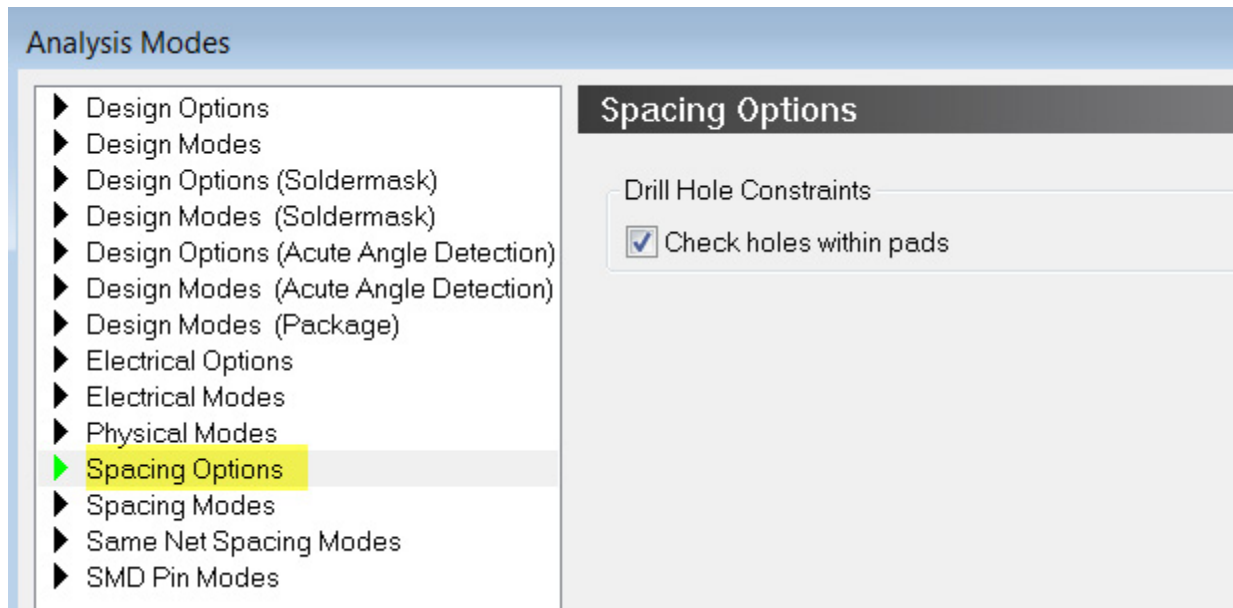 Analysis Modes
Design Options
Design Modes
Design Options (Soldermask)
Design Modes (Soldermask)
Design Options (Acute Angle Detection)
Design Modes (Acute Angle Detection)
Design Modes (Package)
Electrical Options
Electrical Modes
Physical Modes
Spacing Options
Spacing Modes
Same Net Spacing Modes
SMD Pin Modes
Spacing Options
Drill Hole Constraints
Check holes within pads